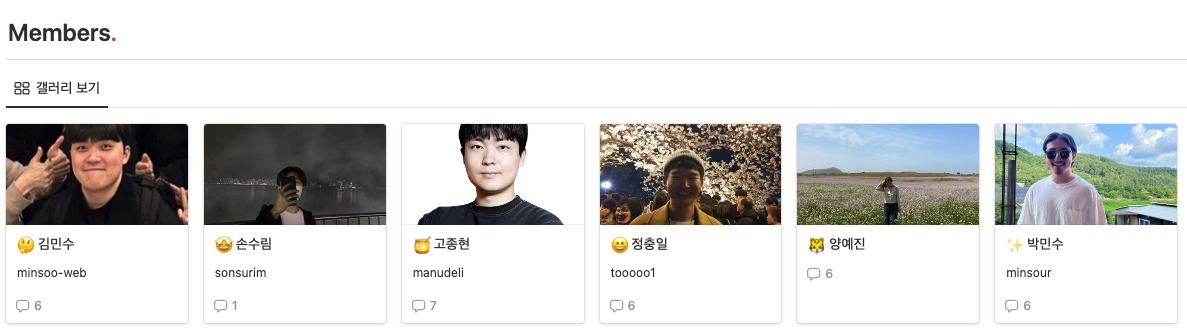 Members.
갤러리 보기
🤔 김민수
minsoo-web
6
🤩 손수림
sonsurim
1
🍯 고종현
manudeli
7
😄 정충일
tooooo1
6
🐯 양예진
6
✨ 박민수
minsour
6